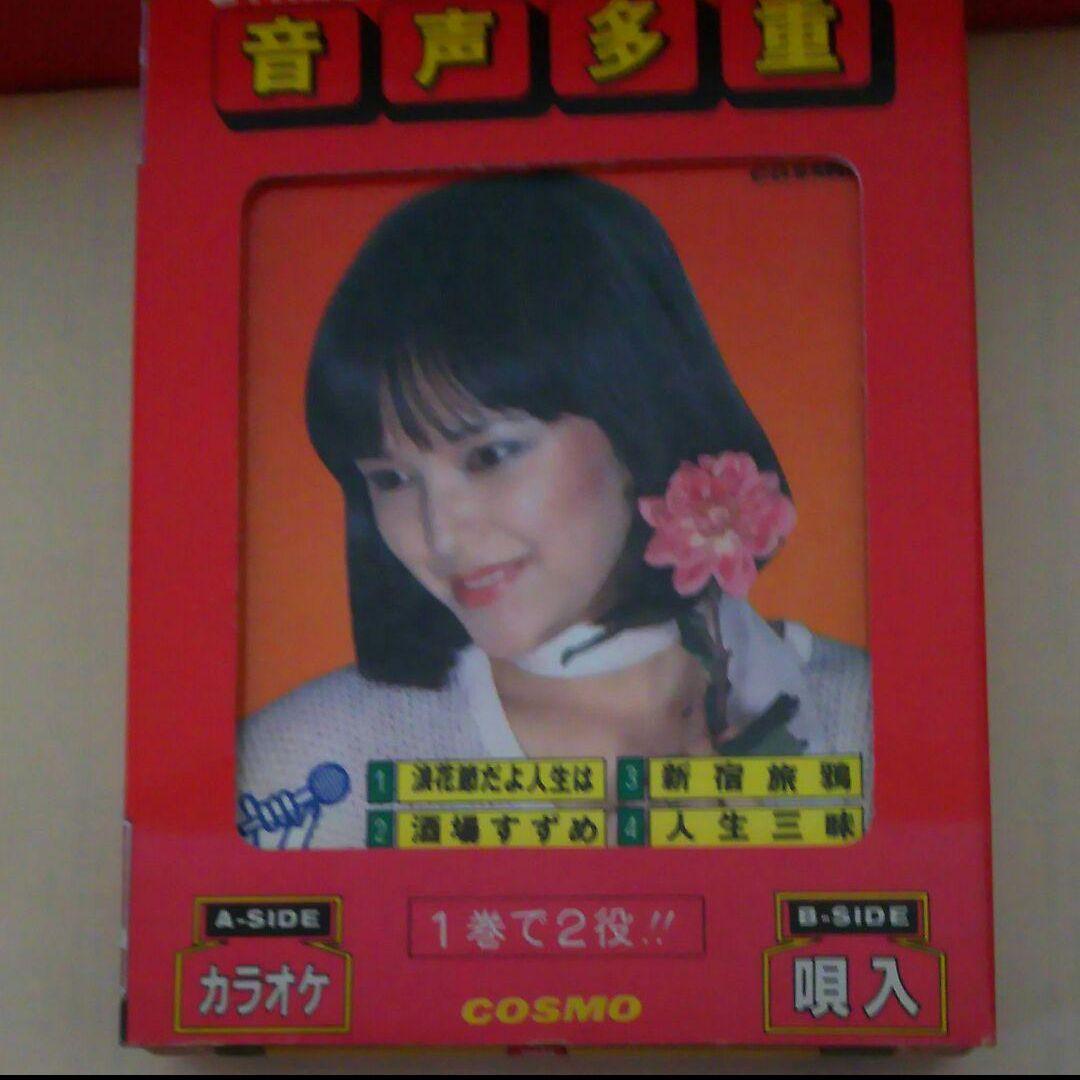 音声多重
COSMO
1 浪花節だよ人生は
2 酒場すずめ
3 新宿旅鴉
4 人生三昧
A-SIDE
カラオケ
1巻で2役!!
COSMO
B-SIDE
唄入